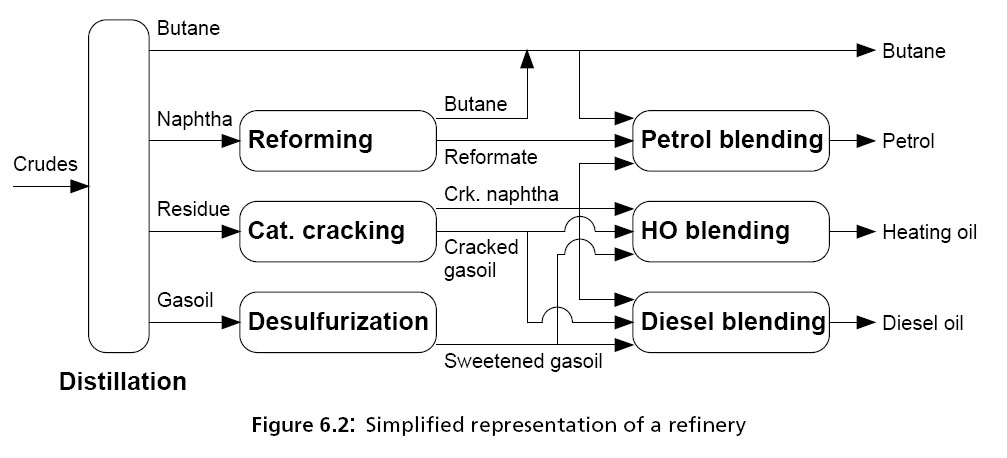 Butane
Butane
Naphtha
Butane
Reforming
Petrol blending
Petrol
Reformate
Crudes
Crk. naphtha
Residue
Cat. cracking
HO blending
Heating oil
Cracked
gasoil
Gasoil
Desulfurization
Diesel blending
Diesel oil
Sweetened gasoil
Distillation
Figure 6.2: Simplified representation of a refinery